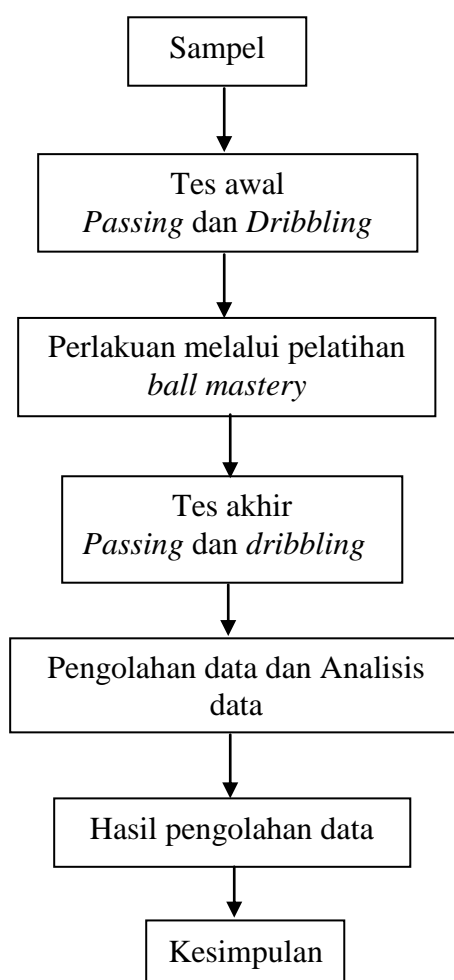 Sampel
Tes awal
Passing dan Dribbling
Perlakuan melalui pelatihan
ball mastery
Tes akhir
Passing dan dribbling
Pengolahan data dan Analisis
data
Hasil pengolahan data
Kesimpulan